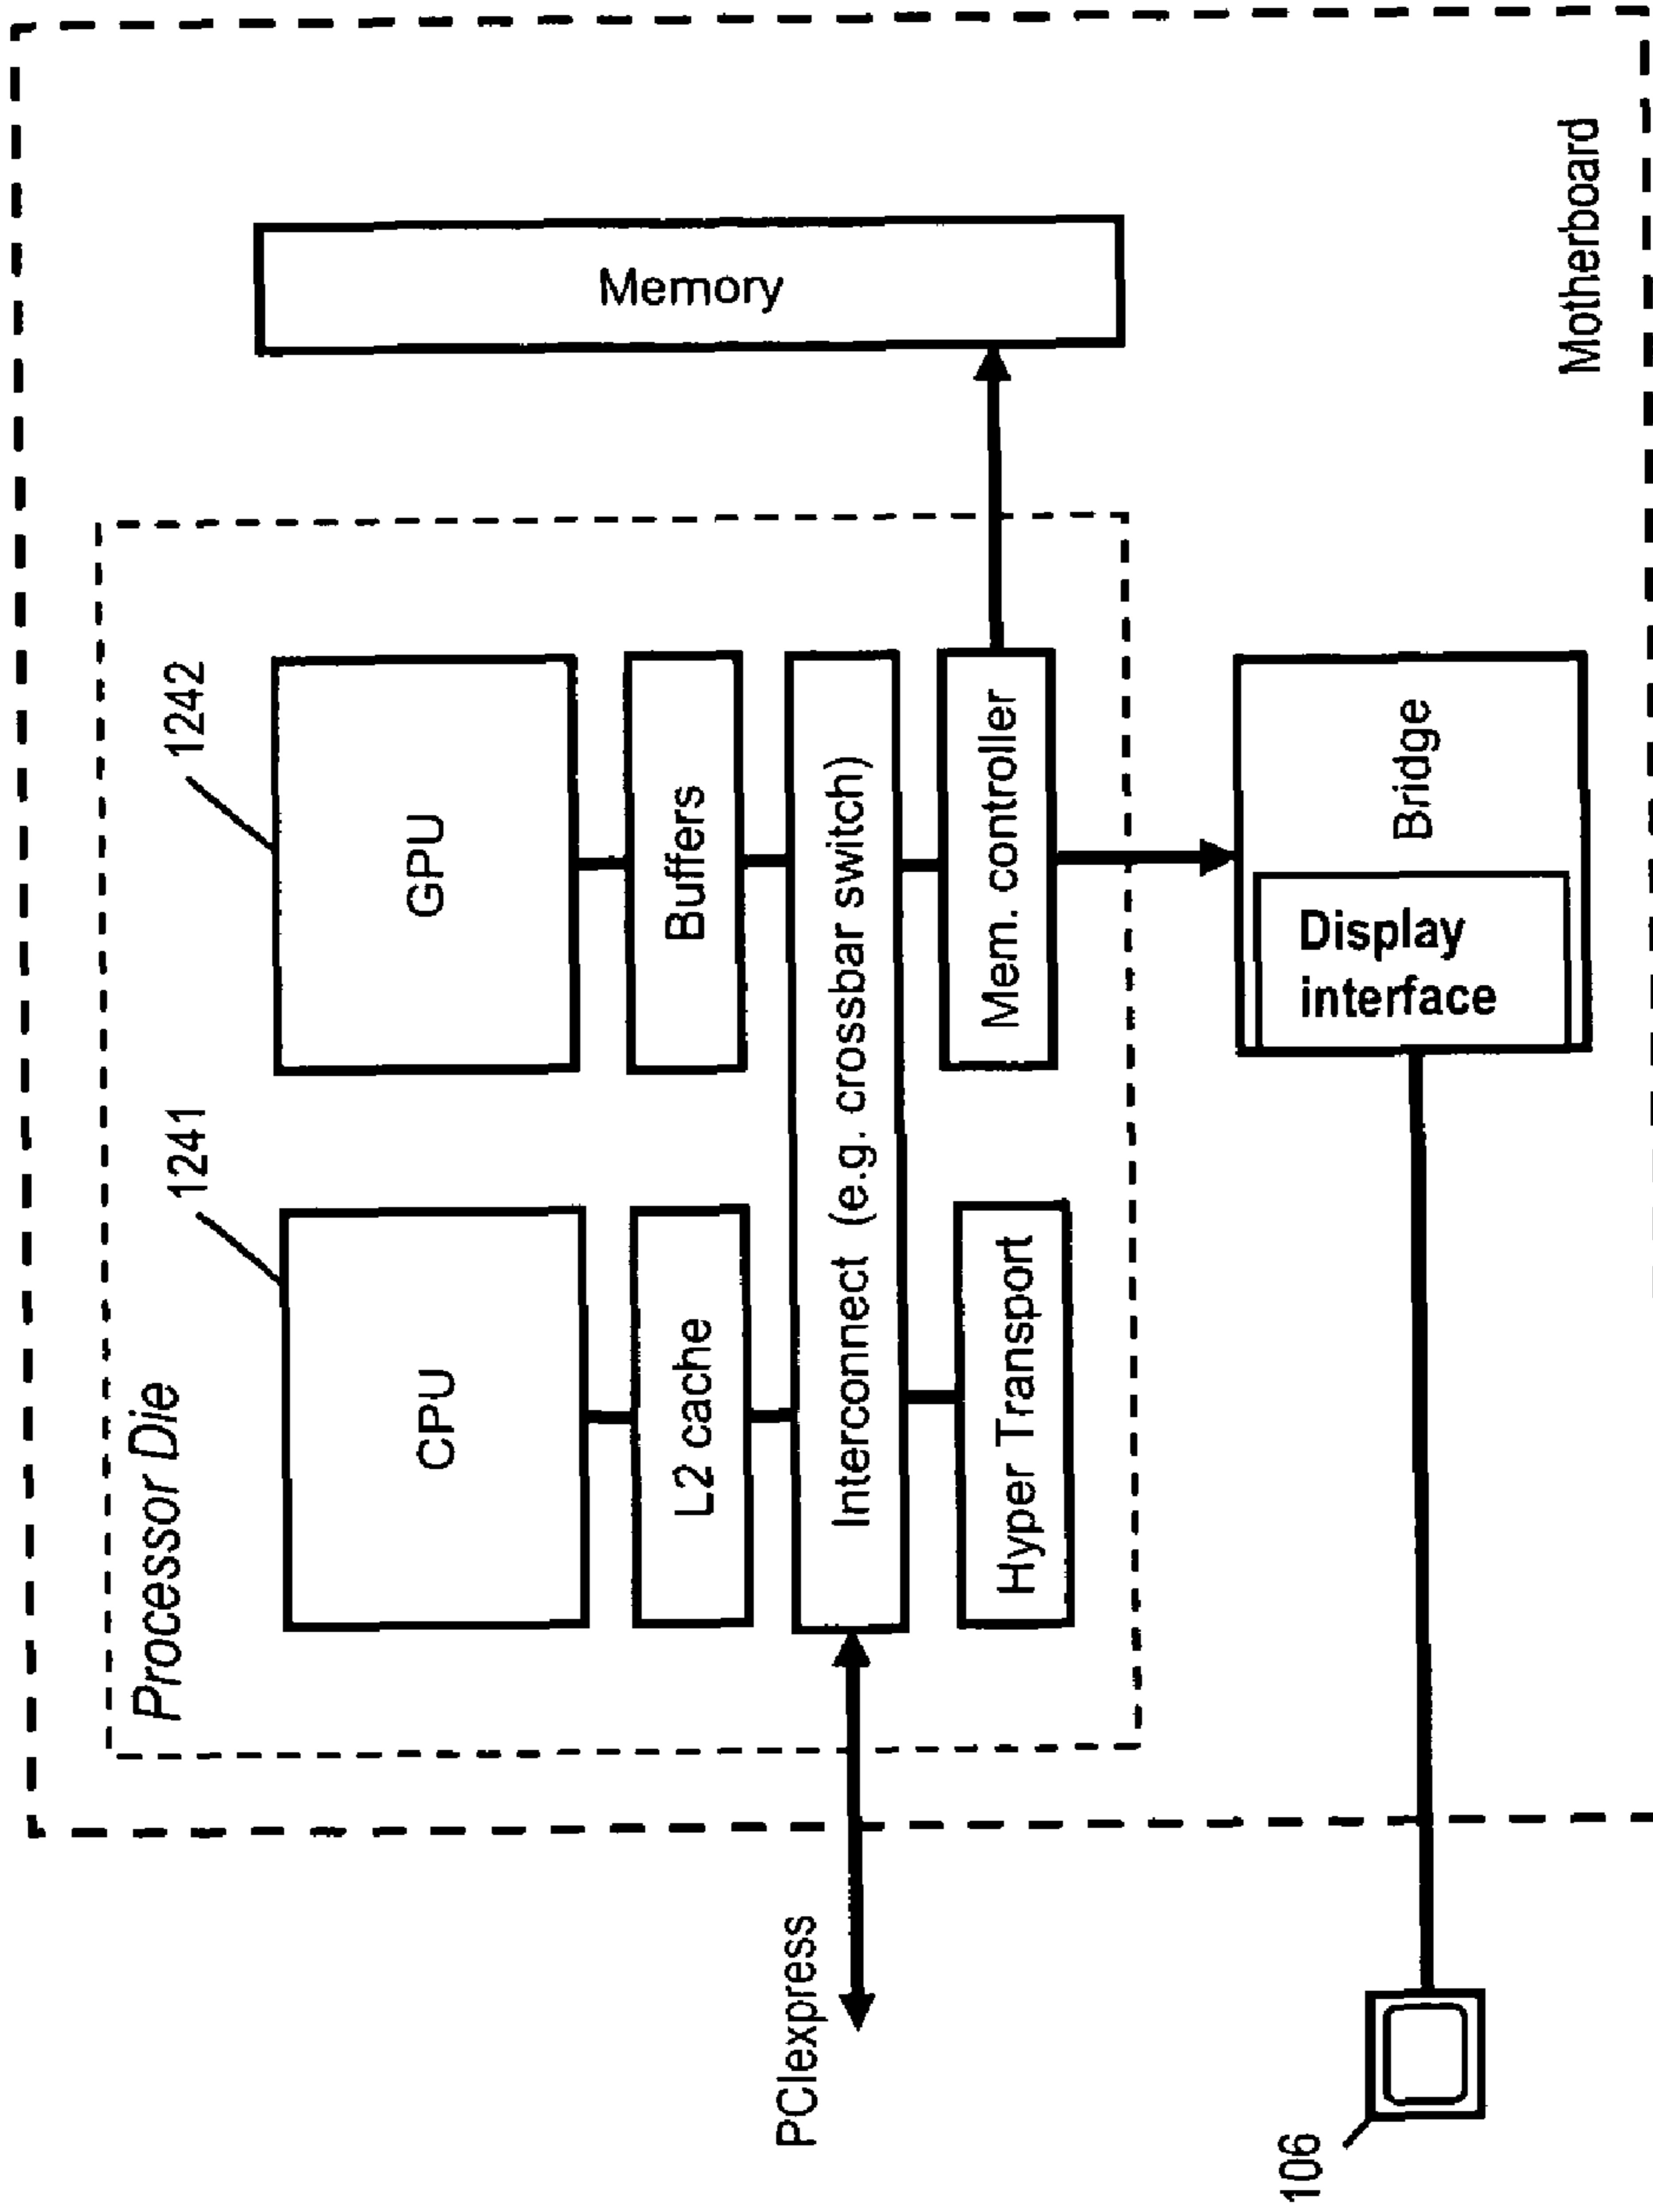 Processor Die
1241
1242
CPU
GPU
Memory
L2 cache
Buffers
Interconnect (e.g. crossbar switch)
Hyper Transport
Mem. controller
PCIexpress
Display
interface
Bridge
106
Motherboard